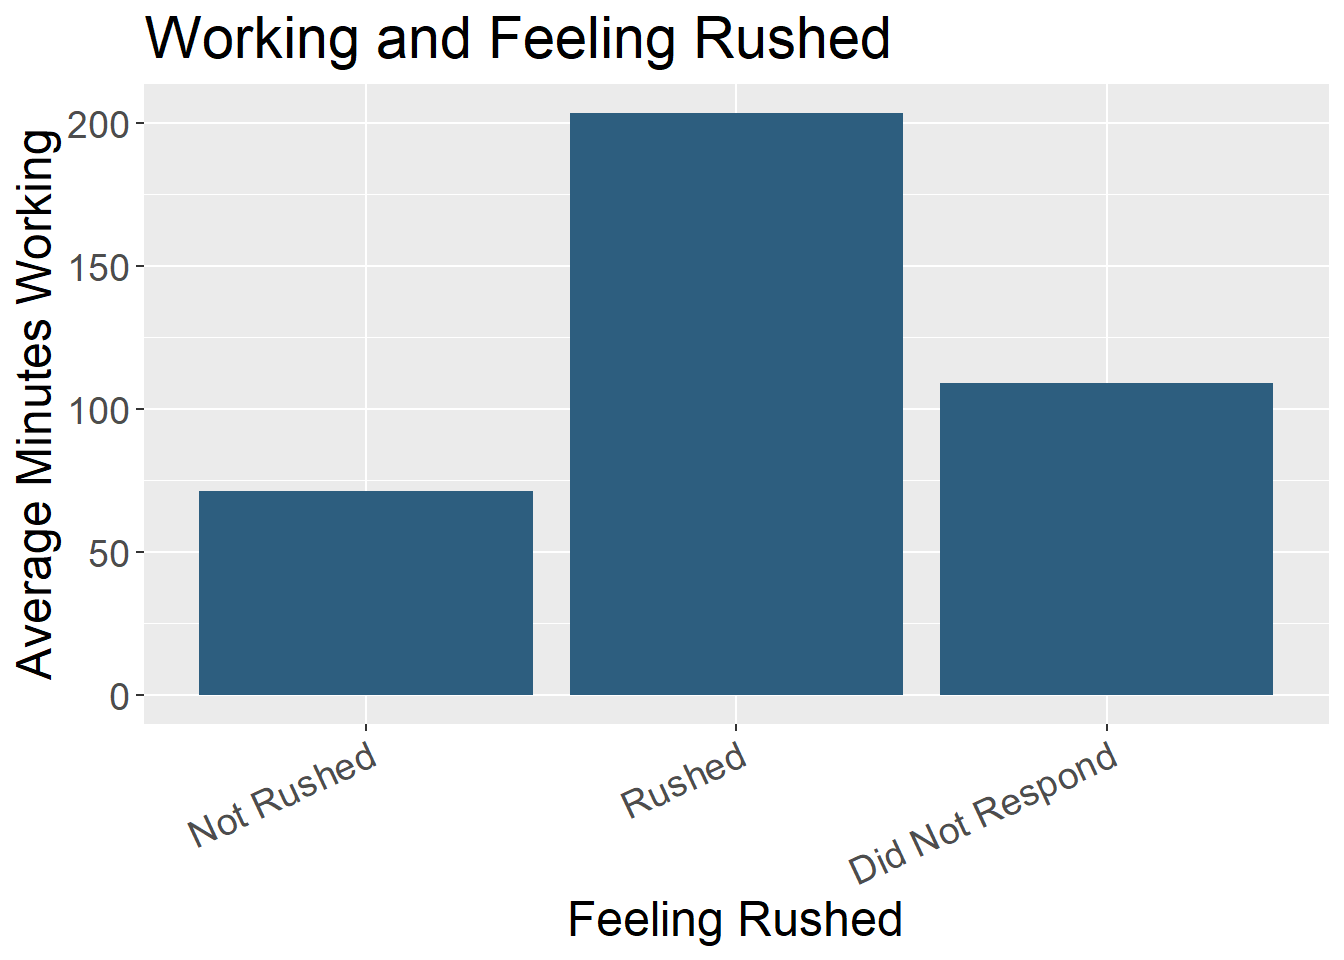 Working and Feeling Rushed
Average Minutes Working
200
150
100
50
0
Not Rushed
Rushed
Did Not Respond
Feeling Rushed